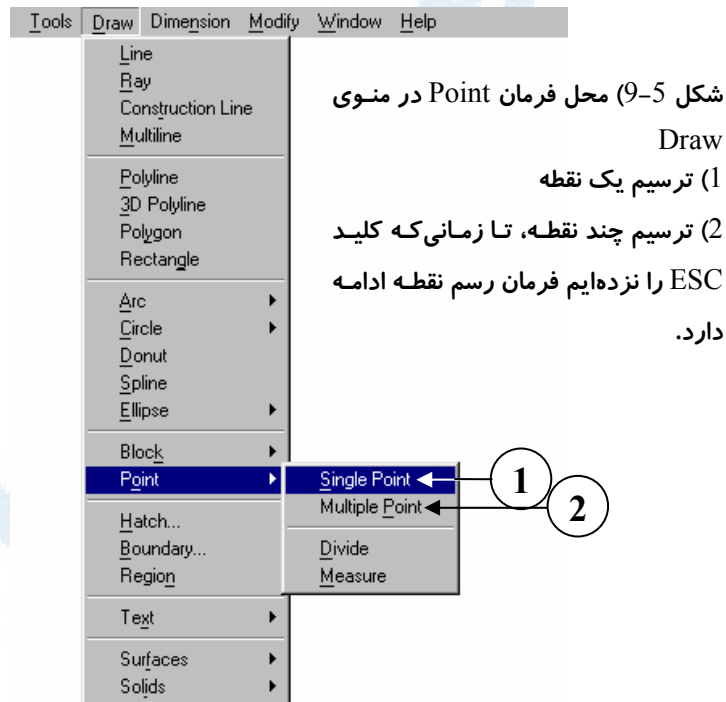 Tools Draw Dimension Modify Window Help
Line
Ray
Construction Line
Multiline
Polyline
3D Polyline
Polygon
Rectangle
Arc
Circle
Donut
Spline
Ellipse
Block
Point
Hatch...
Boundary...
Region
Text
Surfaces
Solids
Single Point
Multiple Point
Divide
Measure
1
2
شکل 5-9) محل فرمان Point در منوی
Draw
1) ترسیم یک نقطه
2) ترسیم چند نقطه، تا زمانی‌که کلید
ESC را نزده‌ایم فرمان رسم نقطه ادامه
دارد.